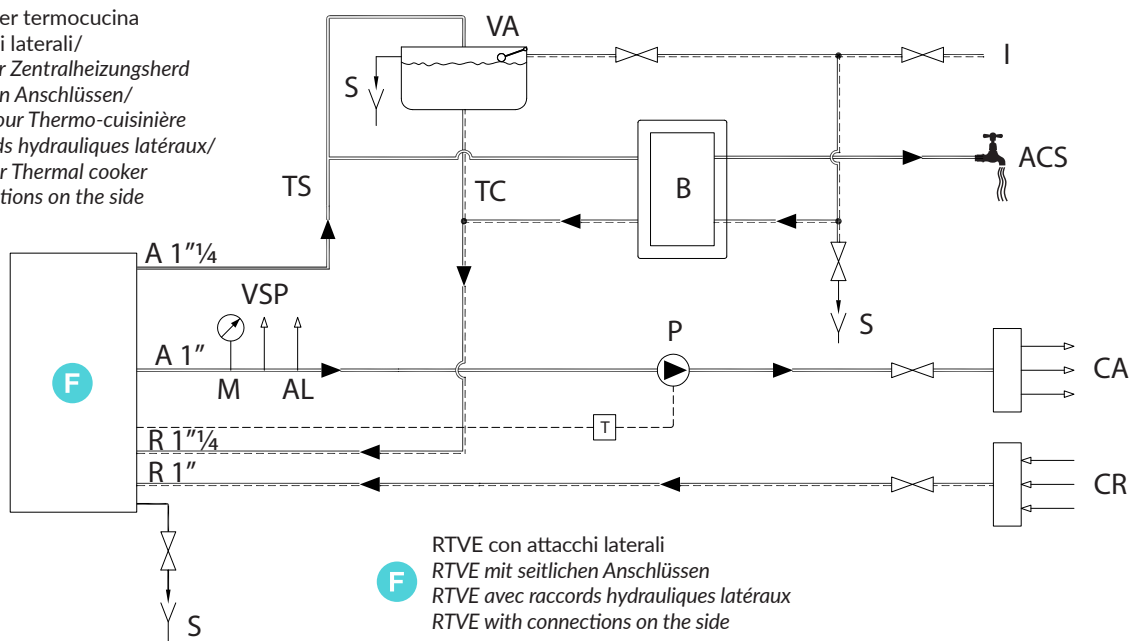 er termocucina
i laterali/
r Zentralheizungsherd
n Anschlüssen/
our Thermo-cuisinière
ds hydrauliques latéraux/
r Thermal cooker
tions on the side
VA
I
S
B
ACS
TS
TC
A 1"¼
VSP
S
P
A 1"
F
M
AL
CA
T
R 1"¼
R 1"
CR
S
F
RTVE con attacchi laterali
RTVE mit seitlichen Anschlüssen
RTVE avec raccords hydrauliques latéraux
RTVE with connections on the side